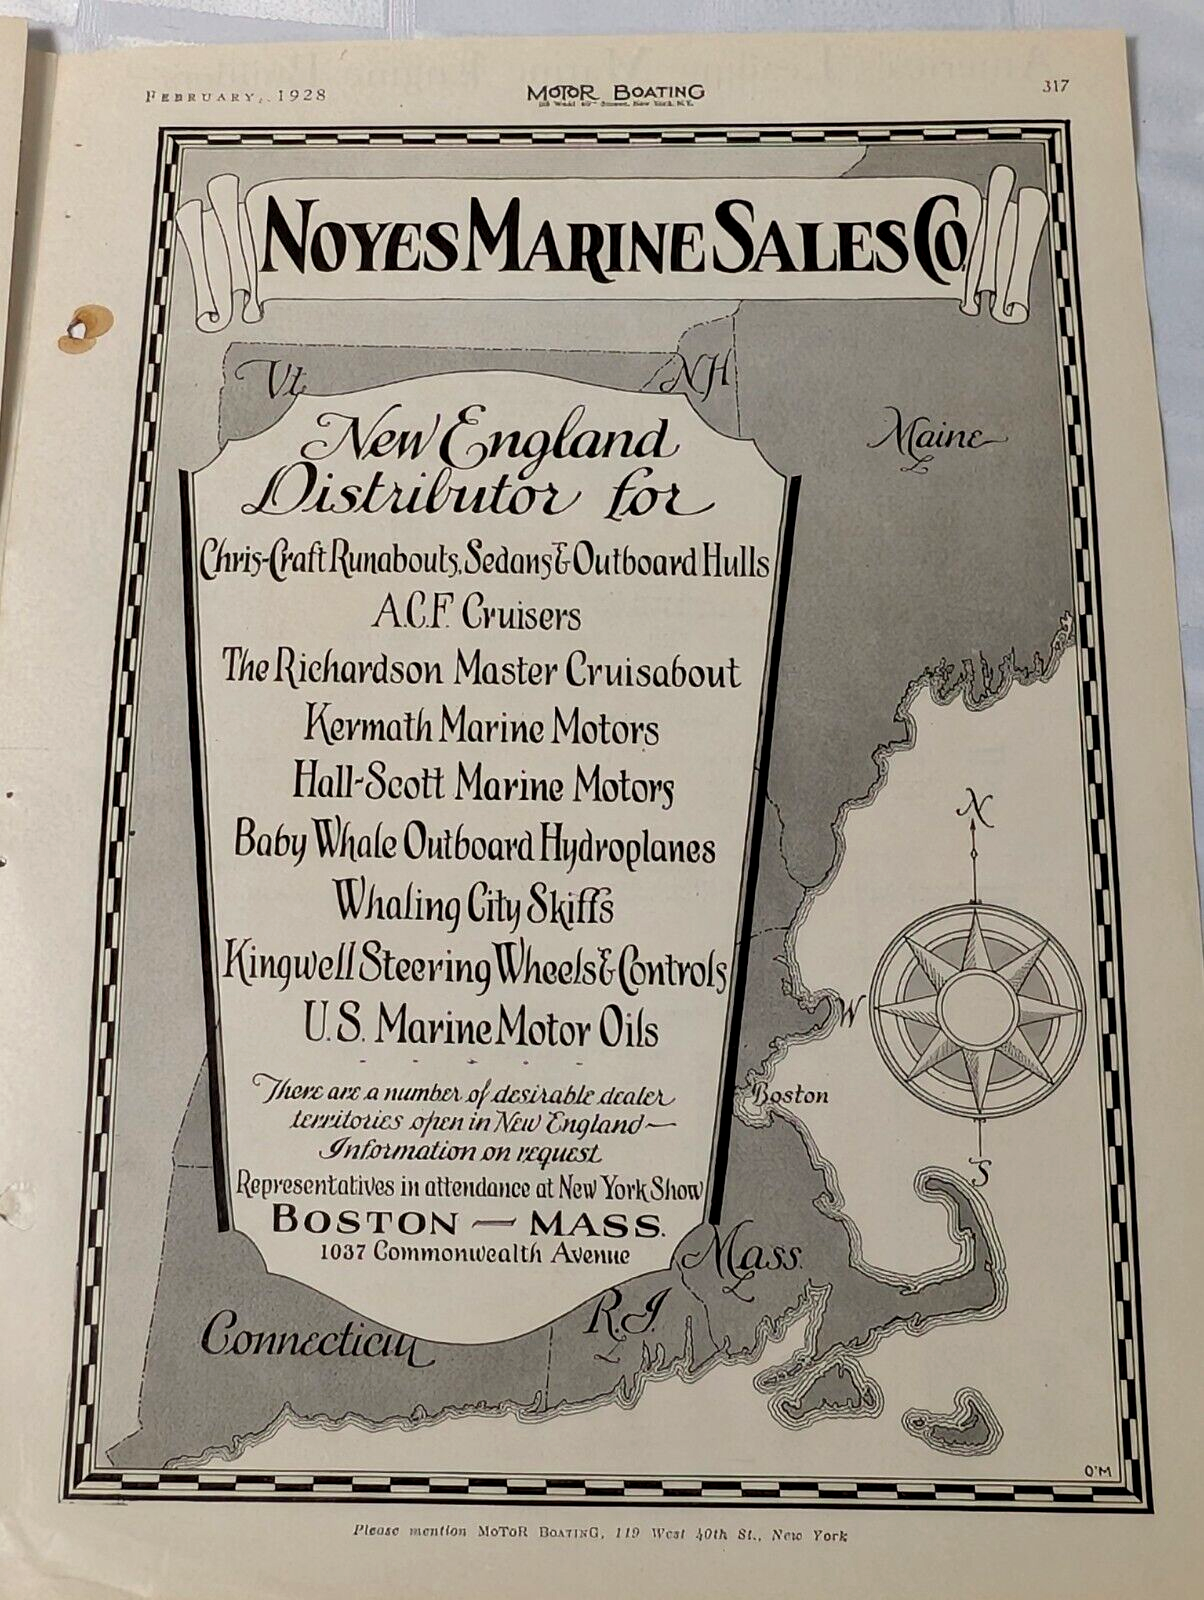 FEBRUARY, 1928
MOTOR BOATING
317
NOYES MARINE SALES CO.
Vt.
NH
Maine
New England
Distributor for
Chris-Craft Runabouts, Sedans & Outboard Hulls
A.C.F. Cruisers
The Richardson Master Cruisabout
Kermath Marine Motors
Hall-Scott Marine Motors
Baby Whale Outboard Hydroplanes
Whaling City Skiffs
Kingwell Steering Wheels & Controls
U.S. Marine Motor Oils
There are a number of desirable dealer
territories open in New England—
Information on request
Representatives in attendance at New York Show
BOSTON — MASS.
1037 Commonwealth Avenue
N
W
S
Boston
Mass.
R.I.
Connecticut
O'M
Please mention MoToR BOATING, 119 West 40th St., New York